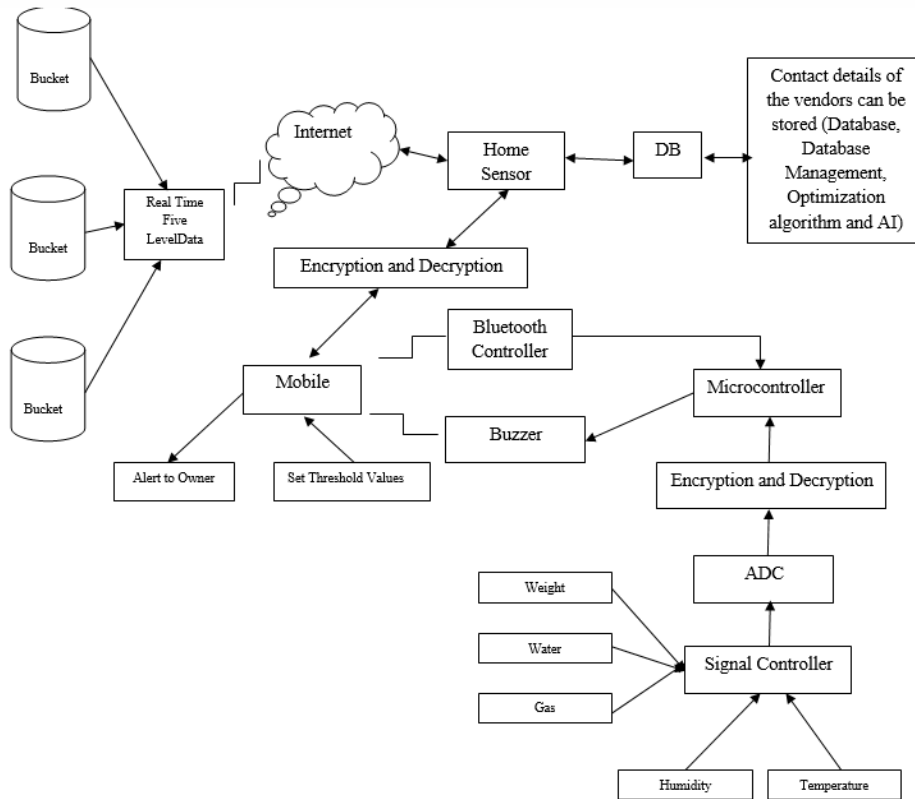 Bucket
Bucket
Bucket
Real Time
Five
LevelData
Internet
Home
Sensor
DB
Contact details of
the vendors can be
stored (Database,
Database
Management,
Optimization
algorithm and AI)
Encryption and Decryption
Bluetooth
Controller
Mobile
Microcontroller
Buzzer
Alert to Owner
Set Threshold Values
Encryption and Decryption
ADC
Weight
Water
Signal Controller
Gas
Humidity
Temperature